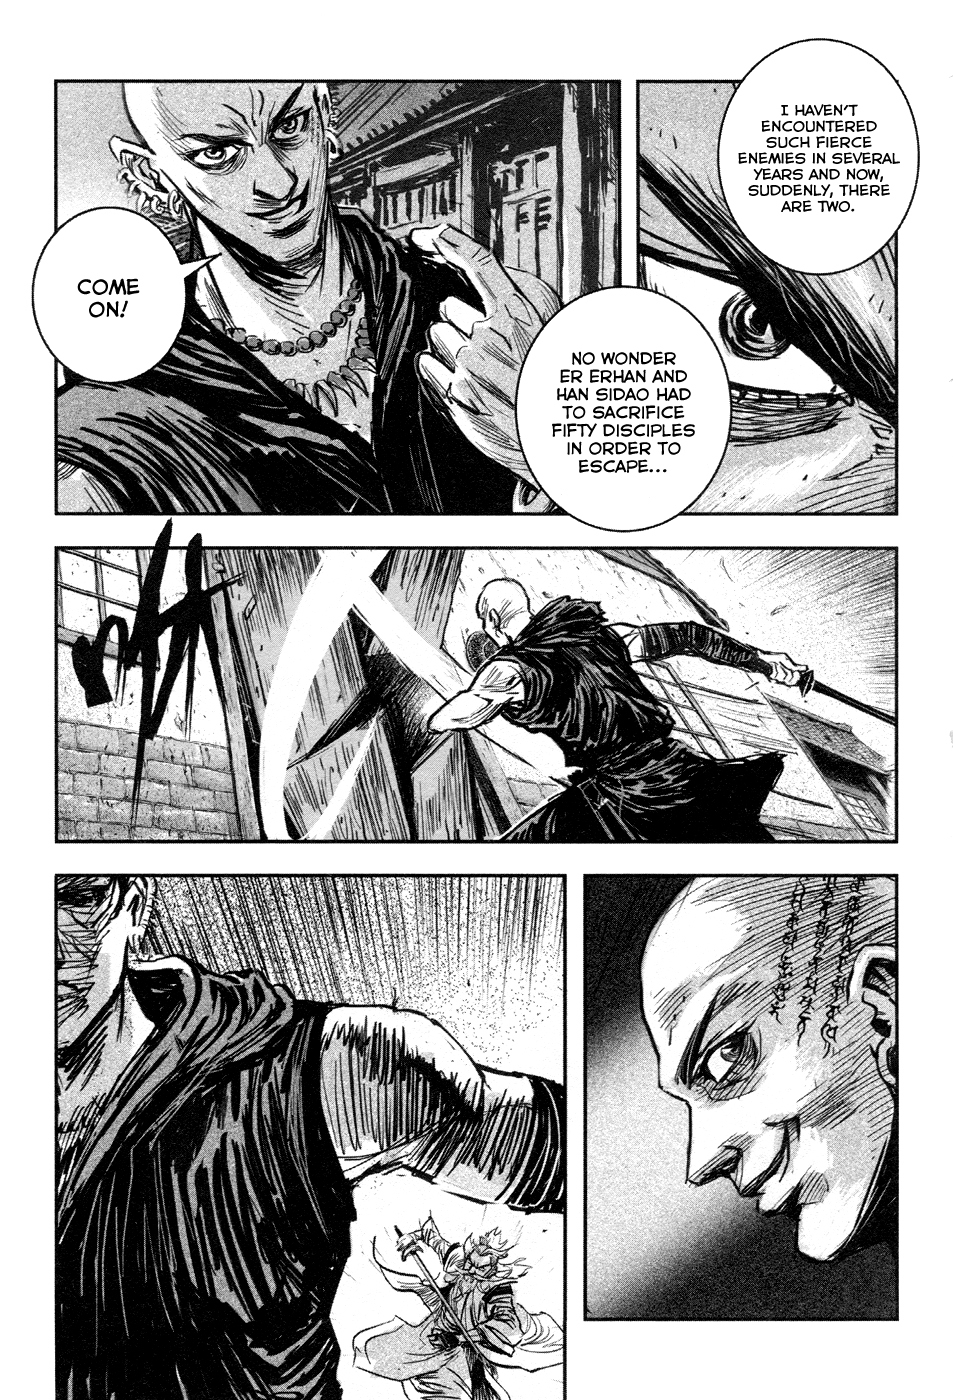 COME
ON!
I HAVEN'T
ENCOUNTERED
SUCH FIERCE
ENEMIES IN SEVERAL
YEARS AND NOW,
SUDDENLY, THERE
ARE TWO.
NO WONDER
ER ERHAN AND
HAN SIDAO HAD
TO SACRIFICE
FIFTY DISCIPLES
IN ORDER TO
ESCAPE...